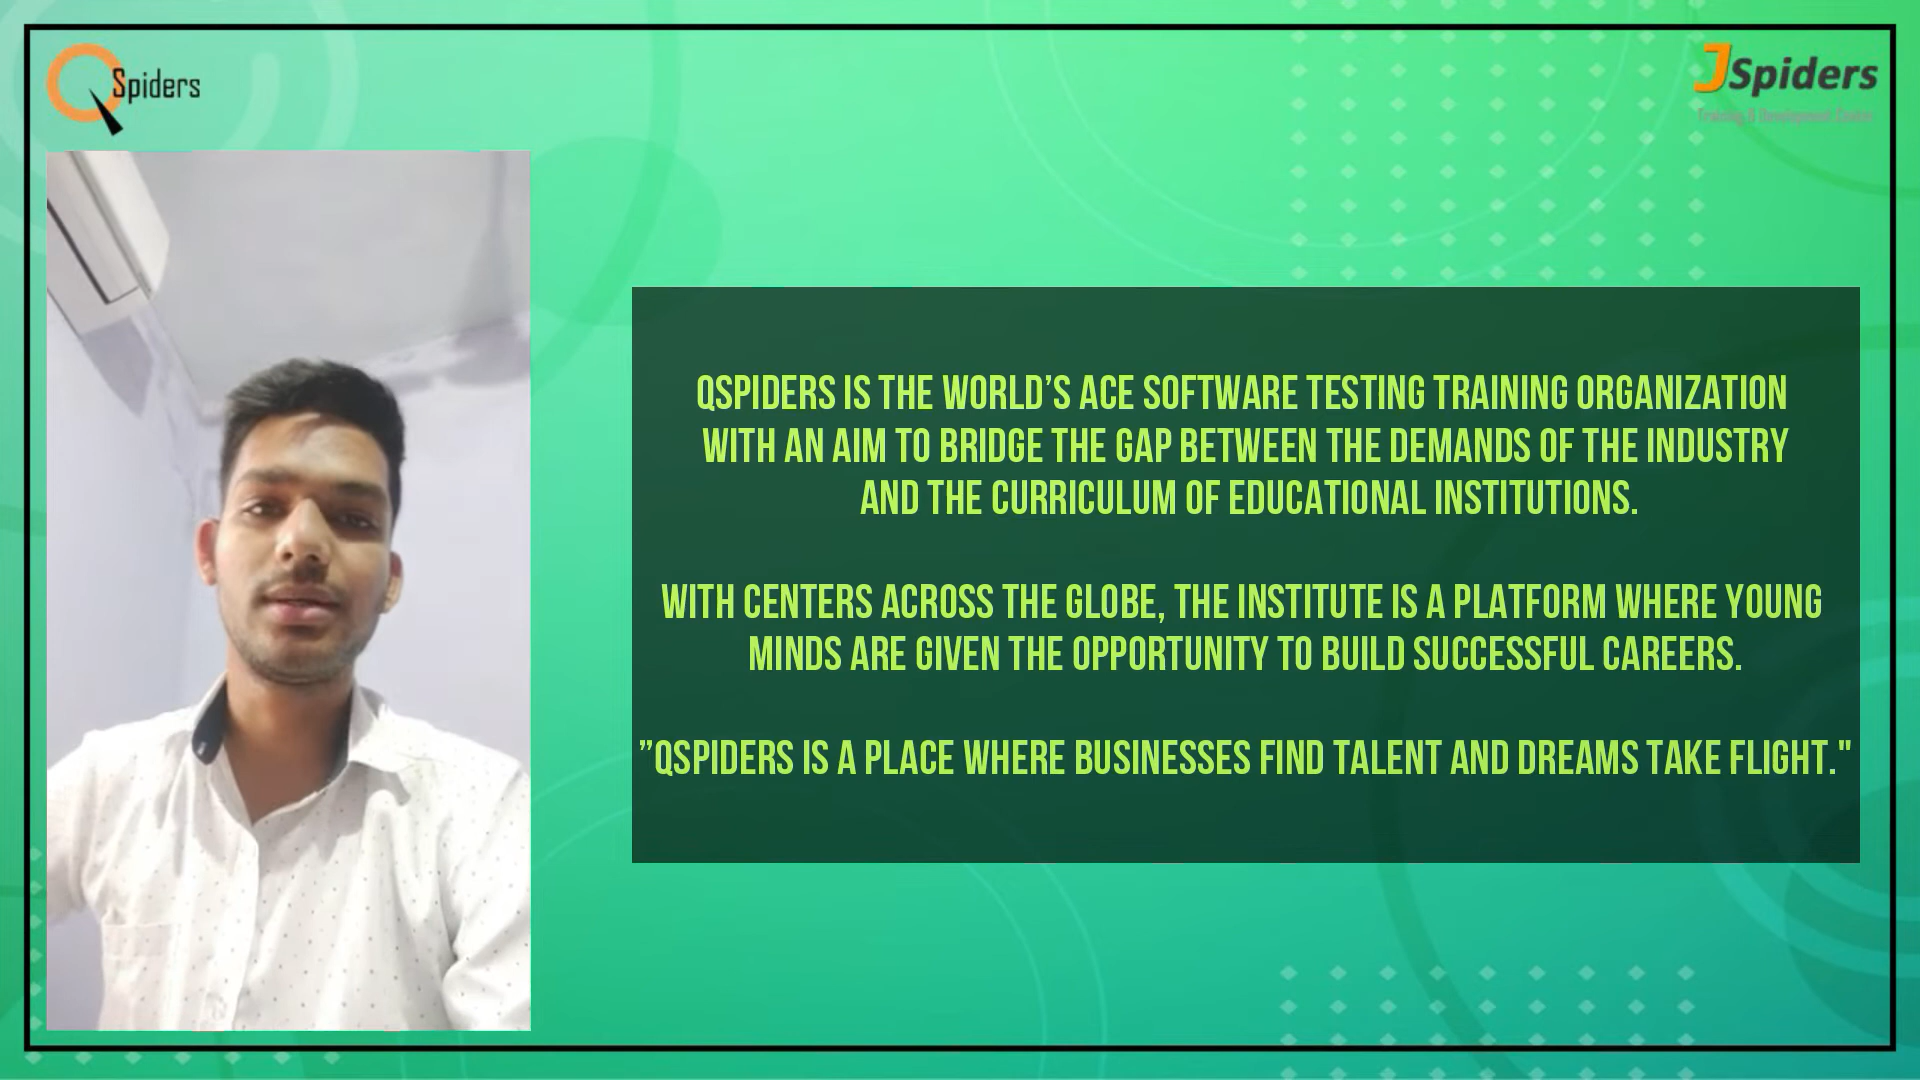 Spiders
JSpiders
Training & Development Center
QSPIDERS IS THE WORLD’S ACE SOFTWARE TESTING TRAINING ORGANIZATION
WITH AN AIM TO BRIDGE THE GAP BETWEEN THE DEMANDS OF THE INDUSTRY
AND THE CURRICULUM OF EDUCATIONAL INSTITUTIONS.
WITH CENTERS ACROSS THE GLOBE, THE INSTITUTE IS A PLATFORM WHERE YOUNG
MINDS ARE GIVEN THE OPPORTUNITY TO BUILD SUCCESSFUL CAREERS.
”QSPIDERS IS A PLACE WHERE BUSINESSES FIND TALENT AND DREAMS TAKE FLIGHT."